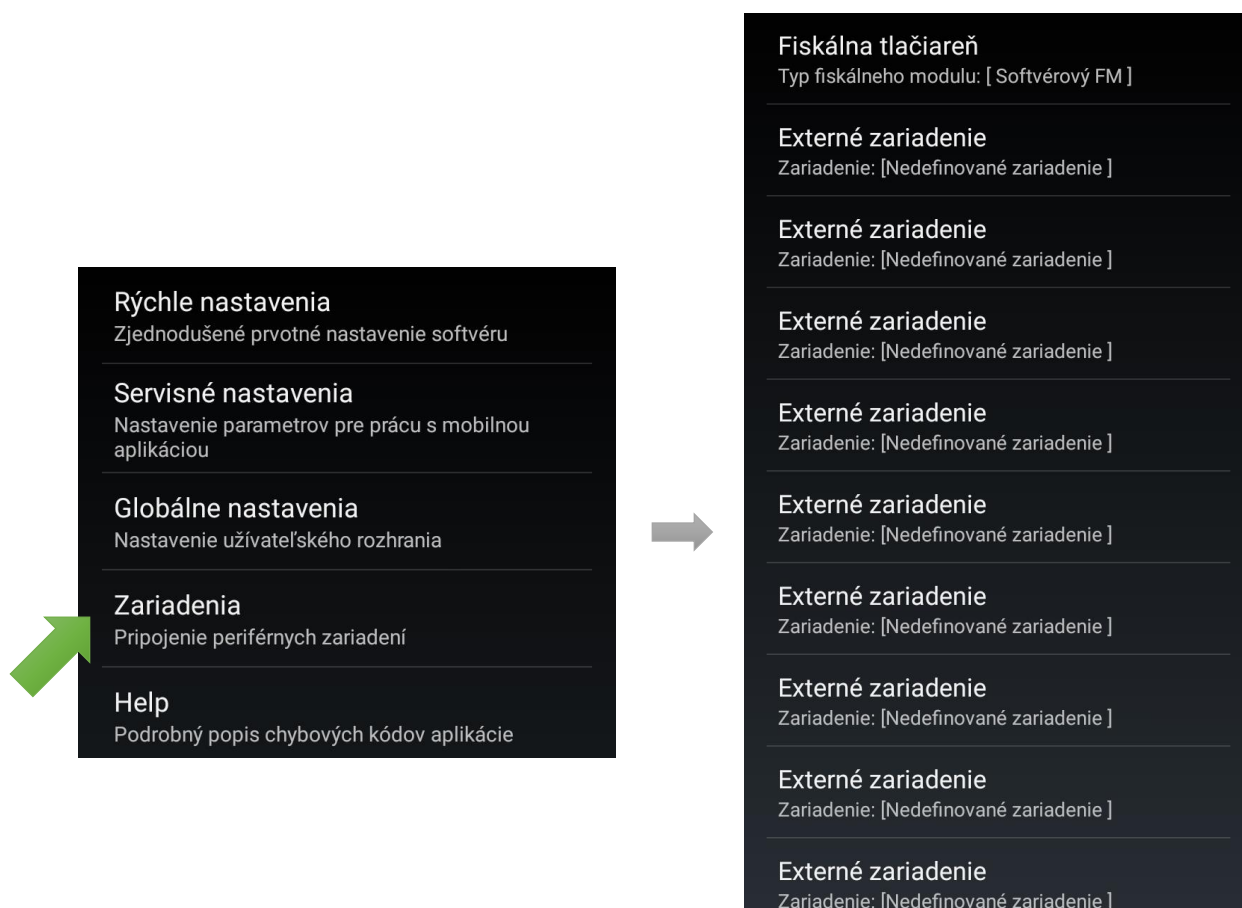 Rýchle nastavenia
Zjednodušené prvotné nastavenie softvéru
Servisné nastavenia
Nastavenie parametrov pre prácu s mobilnou
aplikáciou
Globálne nastavenia
Nastavenie užívateľského rozhrania
Zariadenia
Pripojenie periférnych zariadení
Help
Podrobný popis chybových kódov aplikácie
Fiskálna tlačiareň
Typ fiskálneho modulu: [ Softvérový FM ]
Externé zariadenie
Zariadenie: [Nedefinované zariadenie ]
Externé zariadenie
Zariadenie: [Nedefinované zariadenie ]
Externé zariadenie
Zariadenie: [Nedefinované zariadenie ]
Externé zariadenie
Zariadenie: [Nedefinované zariadenie ]
Externé zariadenie
Zariadenie: [Nedefinované zariadenie ]
Externé zariadenie
Zariadenie: [Nedefinované zariadenie ]
Externé zariadenie
Zariadenie: [Nedefinované zariadenie ]
Externé zariadenie
Zariadenie: [Nedefinované zariadenie ]
Externé zariadenie
Zariadenie: [Nedefinované zariadenie ]